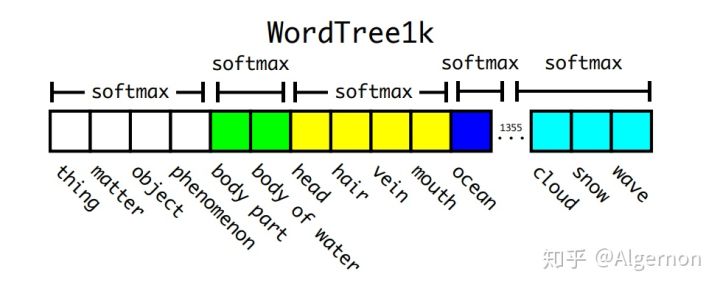 WordTree1k
softmax
softmax
softmax
softmax
softmax
1355
...
thing
matter
object
phenomenon
body part
body of water
head
hair
vein
mouth
ocean
cloud
snow
wave
知乎 @Algernon